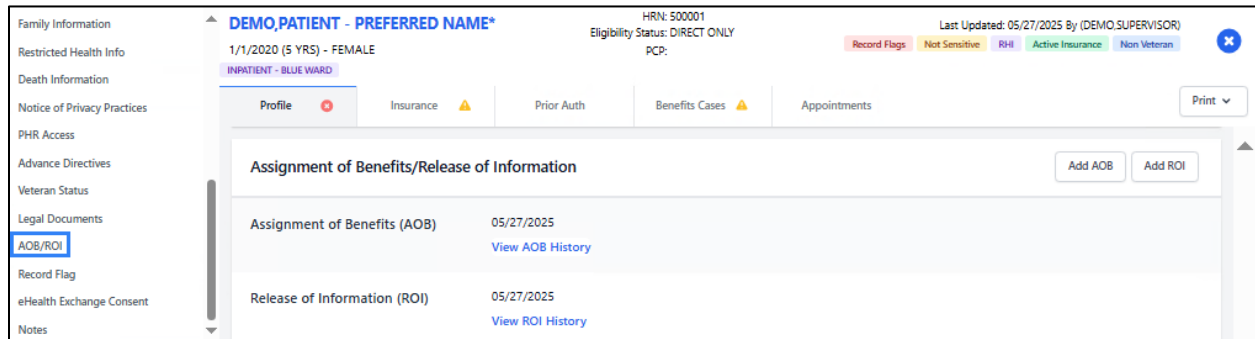 Family Information
Restricted Health Info
Death Information
Notice of Privacy Practices
PHR Access
Advance Directives
Veteran Status
Legal Documents
AOB/ROI
Record Flag
eHealth Exchange Consent
Notes
DEMO,PATIENT - PREFERRED NAME*
1/1/2020 (5 YRS) - FEMALE
INPATIENT - BLUE WARD
HRN: 500001
Eligibility Status: DIRECT ONLY
PCP:
Last Updated: 05/27/2025 By (DEMO,SUPERVISOR)
Record Flags Not Sensitive RHI Active Insurance Non Veteran
Profile Insurance Prior Auth Benefits Cases Appointments Print
Assignment of Benefits/Release of Information Add AOB Add ROI
Assignment of Benefits (AOB) 05/27/2025
View AOB History
Release of Information (ROI) 05/27/2025
View ROI History